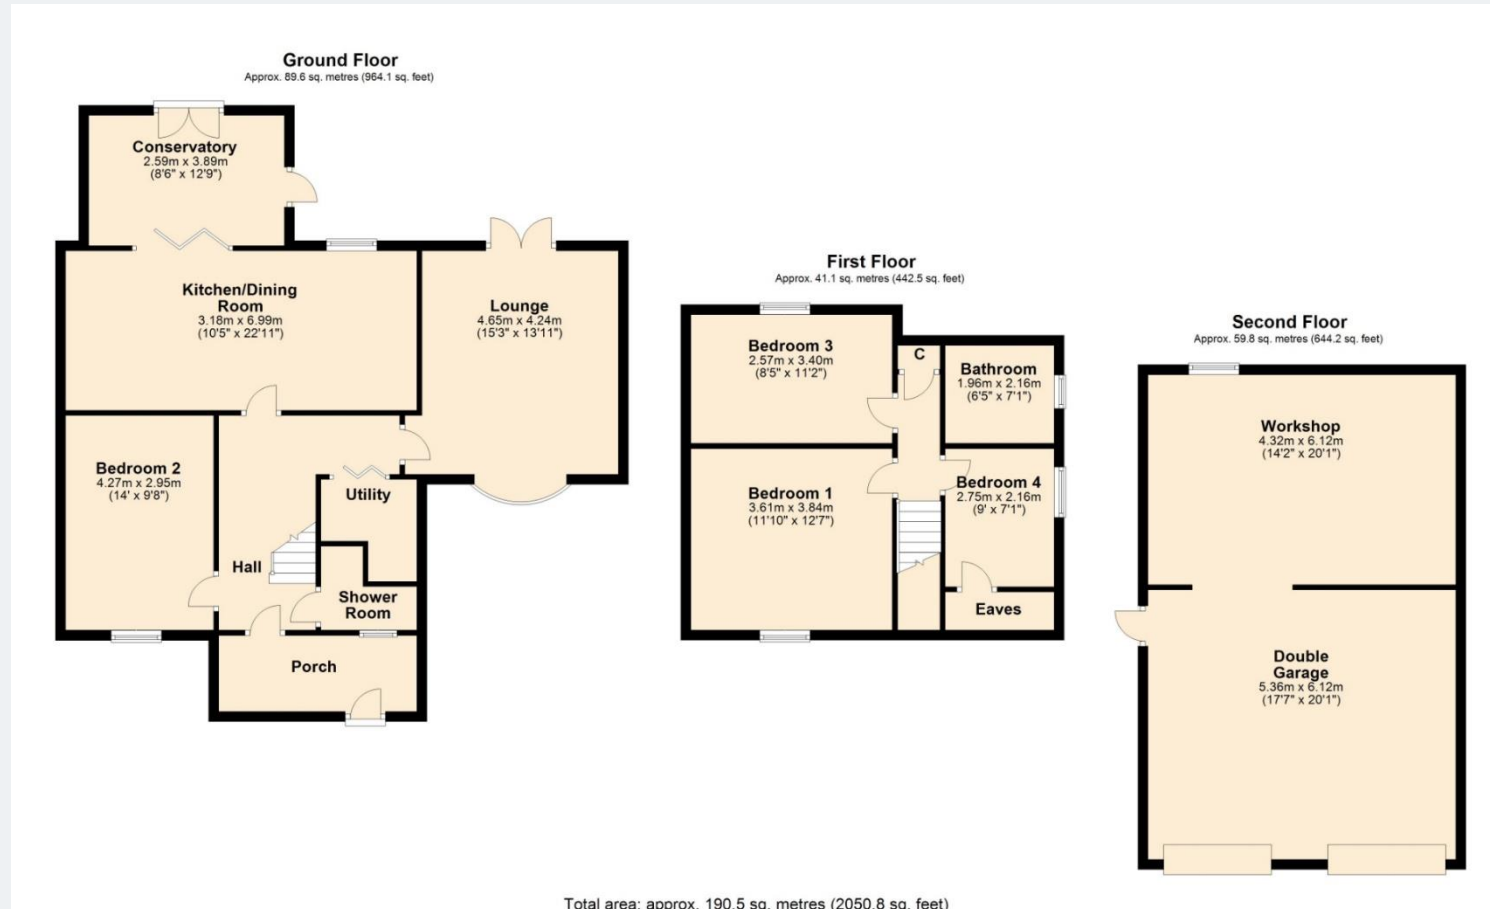 Ground Floor
Approx. 89.6 sq. metres (964.1 sq. feet)
Conservatory
2.59m x 3.89m
(8'6" x 12'9")
Kitchen/Dining
Room
3.18m x 6.99m
(10'5" x 22'11")
Lounge
4.65m x 4.24m
(15'3" x 13'11")
Bedroom 2
4.27m x 2.95m
(14' x 9'8")
Utility
Hall
Shower
Room
Porch
First Floor
Approx. 41.1 sq. metres (442.5 sq. feet)
Bedroom 3
2.57m x 3.40m
(8'5" x 11'2")
C
Bathroom
1.96m x 2.16m
(6'5" x 7'1")
Bedroom 1
3.61m x 3.84m
(11'10" x 12'7")
Bedroom 4
2.75m x 2.16m
(9' x 7'1")
Eaves
Second Floor
Approx. 59.8 sq. metres (644.2 sq. feet)
Workshop
4.32m x 6.12m
(14'2" x 20'1")
Double
Garage
5.36m x 6.12m
(17'7" x 20'1")
Total area: approx. 190.5 sq. metres (2050.8 sq. feet)